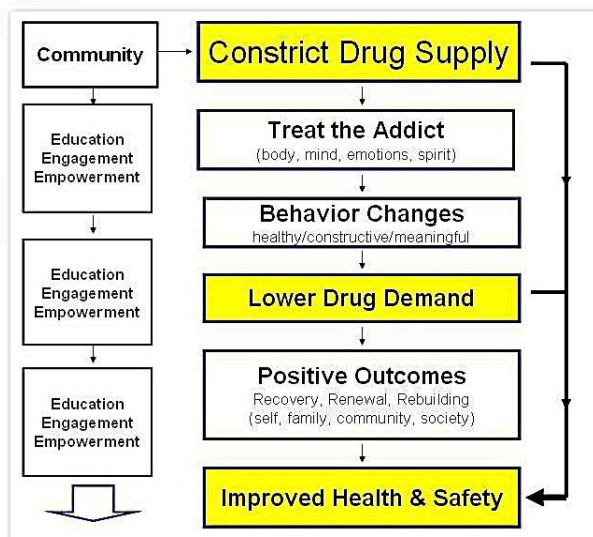 Community
Constrict Drug Supply
Education
Engagement
Empowerment
Treat the Addict
(body, mind, emotions, spirit)
Behavior Changes
healthy/constructive/meaningful
Education
Engagement
Empowerment
Lower Drug Demand
Positive Outcomes
Recovery, Renewal, Rebuilding
(self, family, community, society)
Education
Engagement
Empowerment
Improved Health & Safety